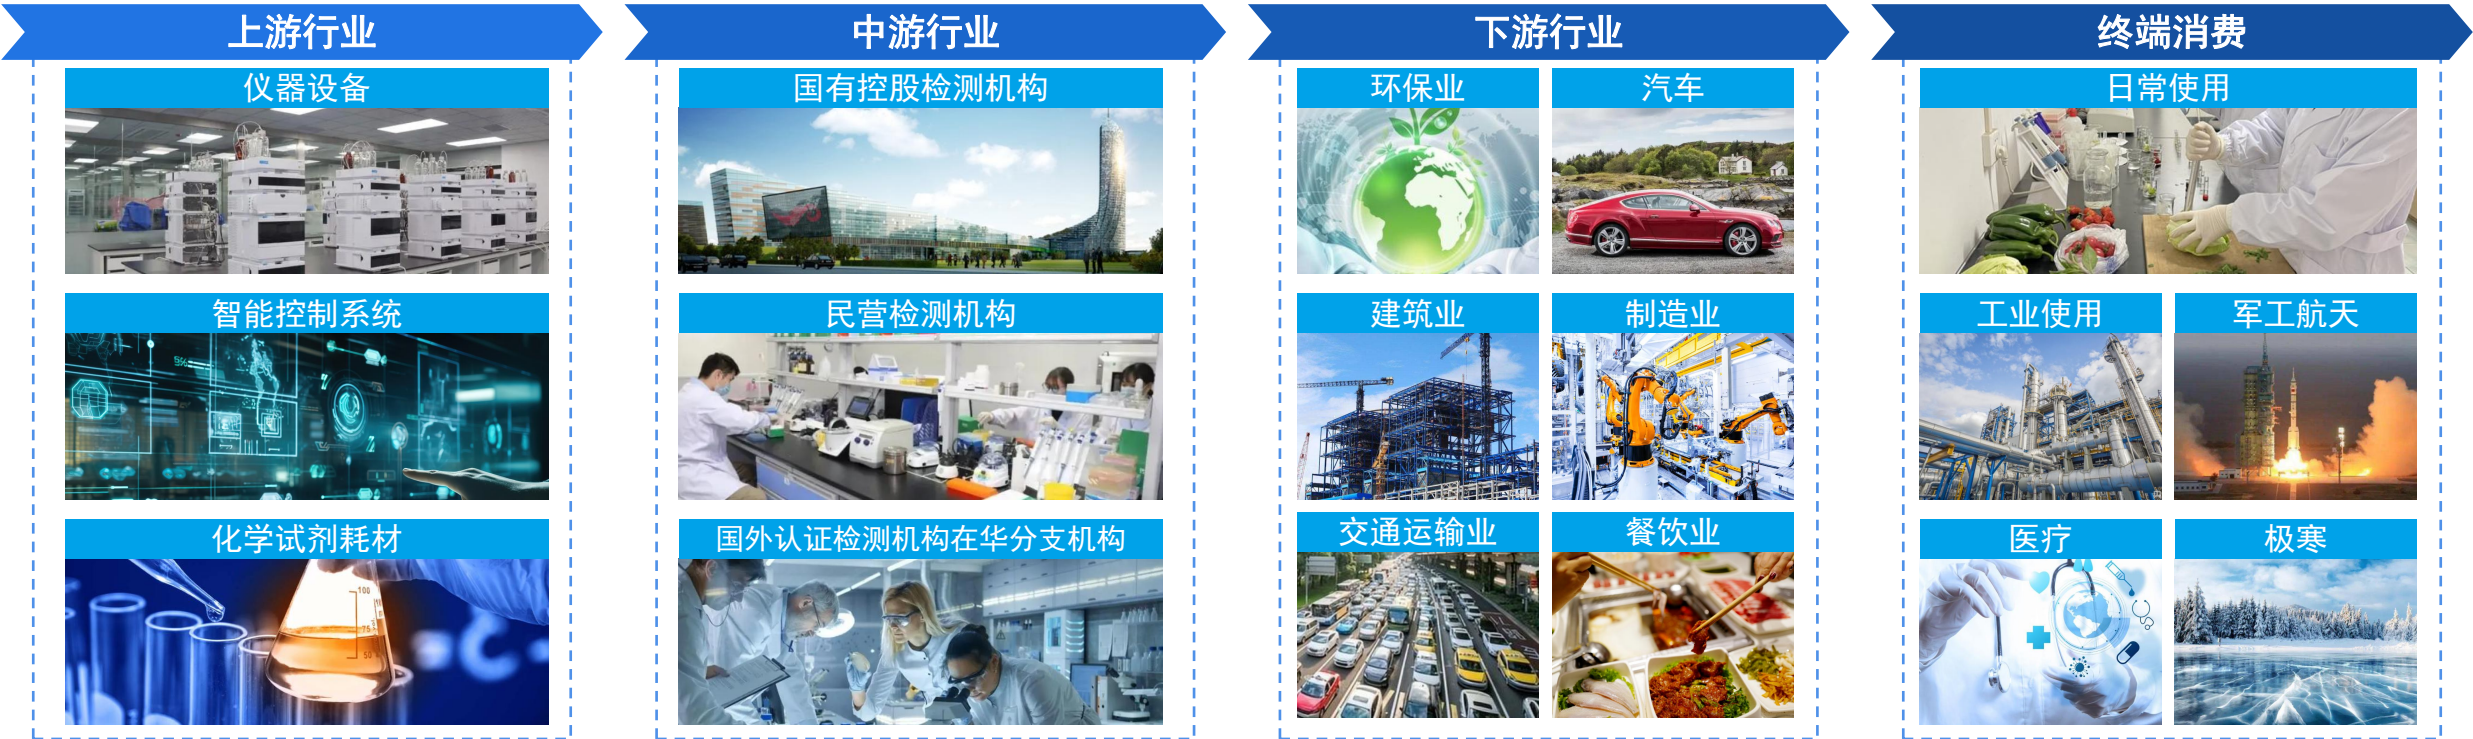 上游行业
中游行业
下游行业
终端消费
仪器设备
智能控制系统
化学试剂耗材
100
75
50
国有控股检测机构
民营检测机构
国外认证检测机构在华分支机构
环保业
汽车
建筑业
制造业
交通运输业
餐饮业
日常使用
工业使用
军工航天
医疗
极寒